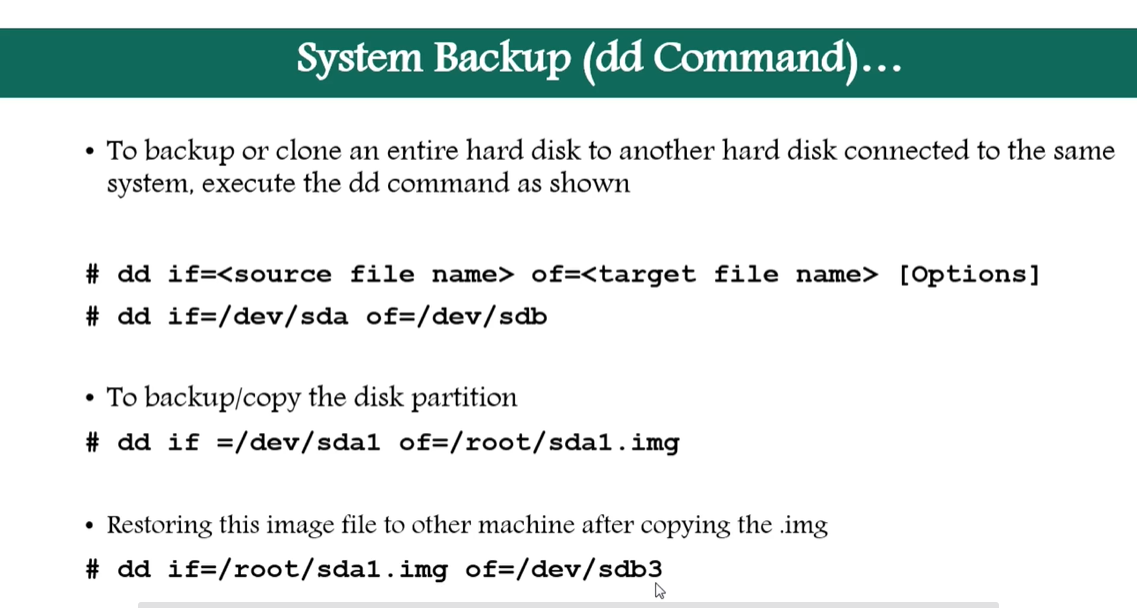 System Backup (dd Command)...
• To backup or clone an entire hard disk to another hard disk connected to the same
system, execute the dd command as shown
# dd if=<source file name> of=<target file name> [Options]
# dd if=/dev/sda of=/dev/sdb
• To backup/copy the disk partition
# dd if =/dev/sda1 of=/root/sda1.img
• Restoring this image file to other machine after copying the .img
# dd if=/root/sda1.img of=/dev/sdb3